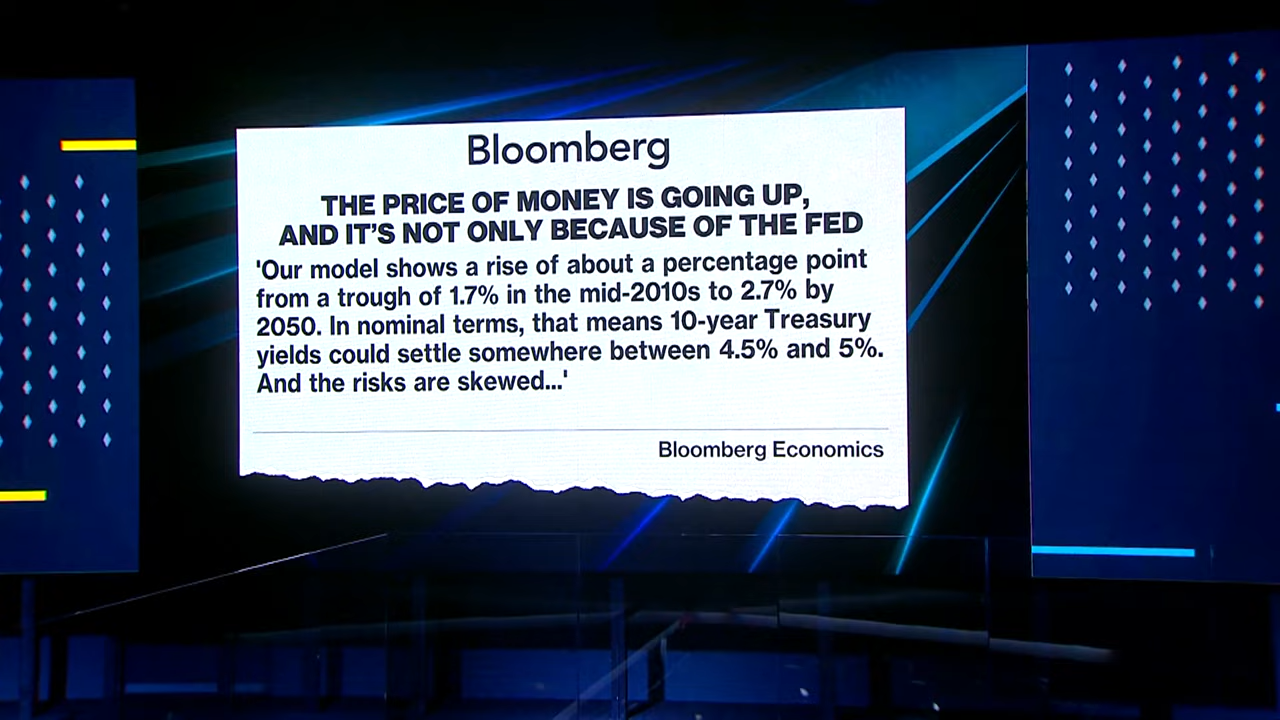 Bloomberg
THE PRICE OF MONEY IS GOING UP,
AND IT'S NOT ONLY BECAUSE OF THE FED
'Our model shows a rise of about a percentage point
from a trough of 1.7% in the mid-2010s to 2.7% by
2050. In nominal terms, that means 10-year Treasury
yields could settle somewhere between 4.5% and 5%.
And the risks are skewed...'
Bloomberg Economics